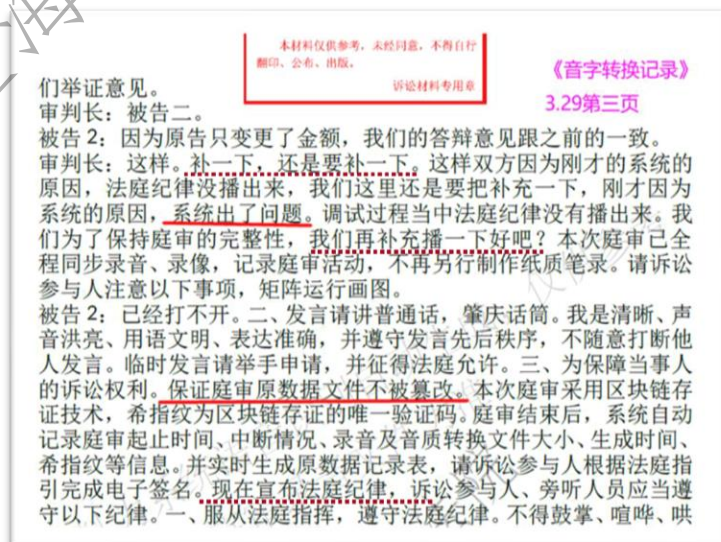 本材料仅供参考，未经同意，不得自行
翻印、公布、出版。
诉讼材料专用章
《音字转换记录》
3.29第三页
们举证意见。
审判长：被告二。
被告2：因为原告只变更了金额，我们的答辩意见跟之前的一致。
审判长：这样。补一下，还是要补一下。这样双方因为刚才的系统的
原因，法庭纪律没播出来，我们这里还是要把补充一下，刚才因为
系统的原因，系统出了问题。调试过程当中法庭纪律没有播出来。我
们为了保持庭审的完整性，我们再补充播一下好吧？本次庭审已全
程同步录音、录像，记录庭审活动，不再另行制作纸质笔录。请诉讼
参与人注意以下事项，矩阵运行画图。
被告2：已经打不开。二、发言请讲普通话，肇庆话筒。我是清晰、声
音洪亮、用语文明、表达准确，并遵守发言先后秩序，不随意打断他
人发言。临时发言请举手申请，并征得法庭允许。三、为保障当事人
的诉讼权利。保证庭审原数据文件不被篡改。本次庭审采用区块链存
证技术，希指纹为区块链存证的唯一验证码。庭审结束后，系统自动
记录庭审起止时间、中断情况、录音及音质转换文件大小、生成时间、
希指纹等信息。并实时生成原数据记录表，请诉讼参与人根据法庭指
引完成电子签名。现在宣布法庭纪律，诉讼参与人、旁听人员应当遵
守以下纪律。一、服从法庭指挥，遵守法庭纪律。不得鼓掌、喧哗、哄